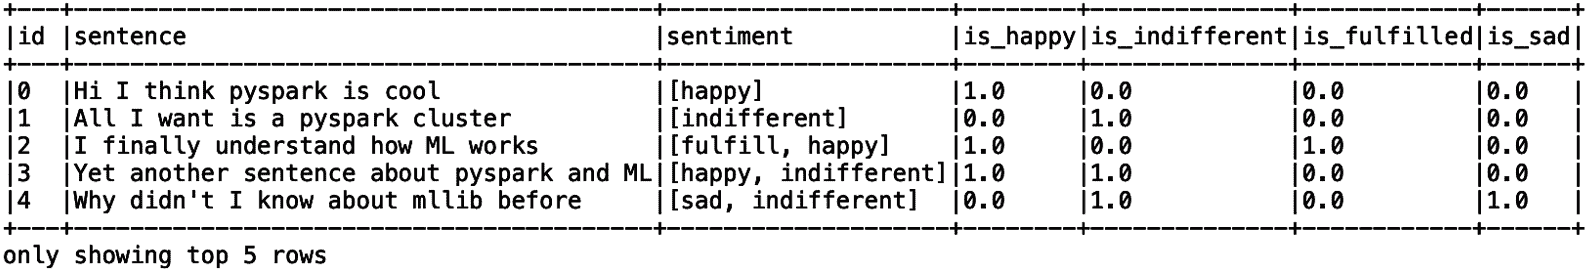 +---+------------------------------------------+--------------------+--------+--------------+------------+------+
|id |sentence                                  |sentiment           |is_happy|is_indifferent|is_fulfilled|is_sad|
+---+------------------------------------------+--------------------+--------+--------------+------------+------+
|0  |Hi I think pyspark is cool                |[happy]             |1.0     |0.0           |0.0         |0.0   |
|1  |All I want is a pyspark cluster           |[indifferent]       |0.0     |1.0           |0.0         |0.0   |
|2  |I finally understand how ML works         |[fulfill, happy]    |1.0     |0.0           |1.0         |0.0   |
|3  |Yet another sentence about pyspark and ML|[happy, indifferent]|1.0     |1.0           |0.0         |0.0   |
|4  |Why didn't I know about mllib before      |[sad, indifferent]  |0.0     |1.0           |0.0         |1.0   |
+---+------------------------------------------+--------------------+--------+--------------+------------+------+
only showing top 5 rows